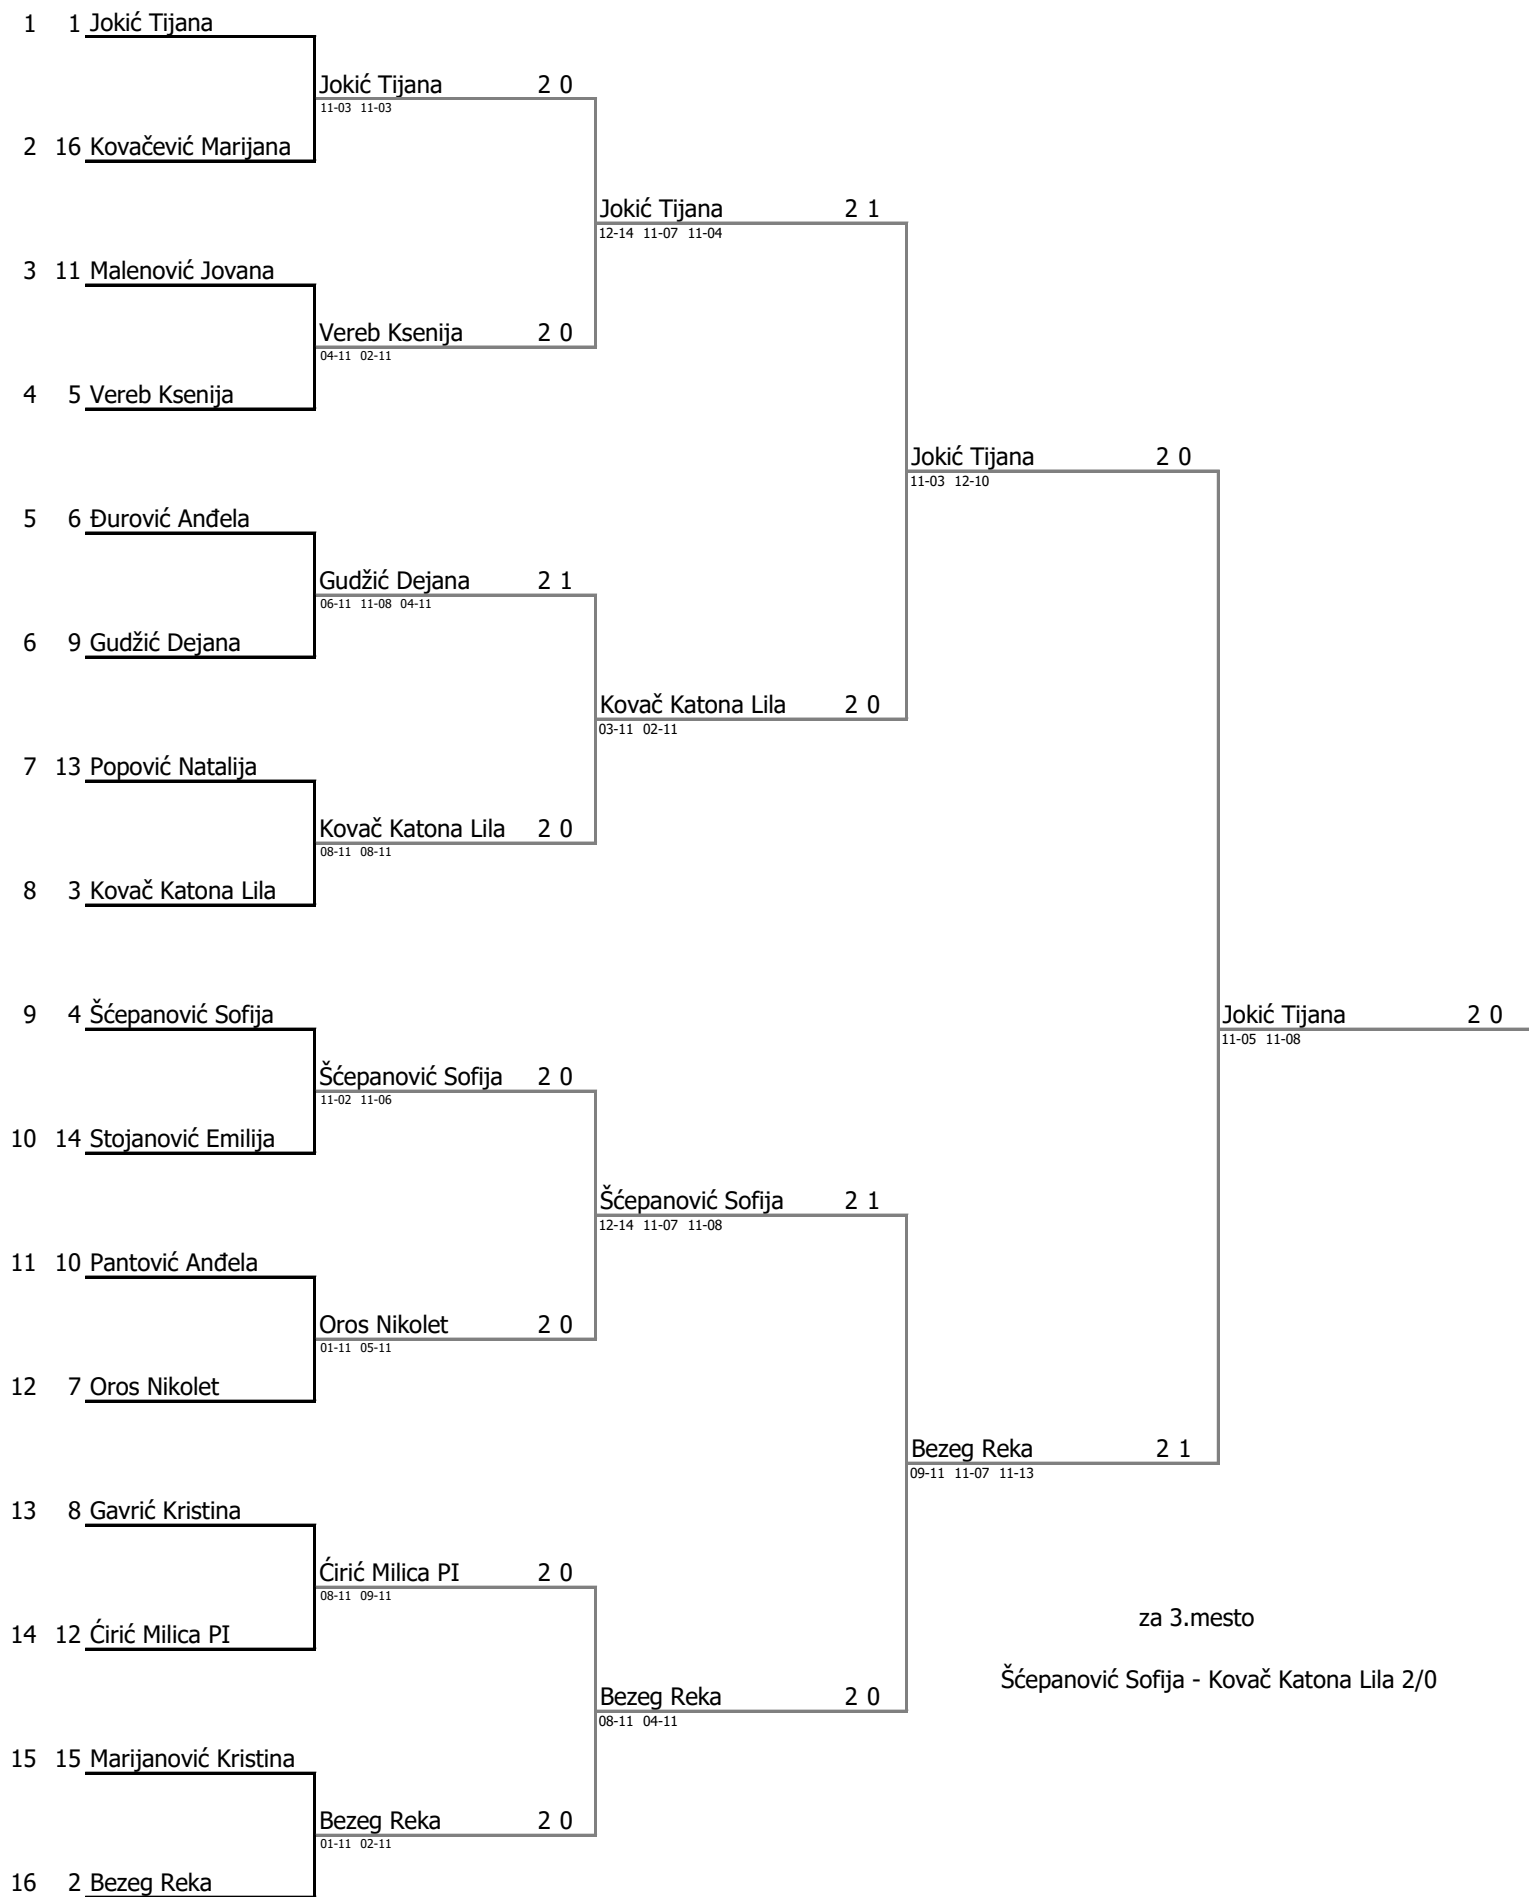 1 1 Jokić Tijana
Jokić Tijana 2 0
11-03 11-03
2 16 Kovačević Marijana
Jokić Tijana 2 1
12-14 11-07 11-04
3 11 Malenović Jovana
Vereb Ksenija 2 0
04-11 02-11
4 5 Vereb Ksenija
Jokić Tijana 2 0
11-03 12-10
5 6 Đurović Anđela
Gudžić Dejana 2 1
06-11 11-08 04-11
6 9 Gudžić Dejana
Kovač Katona Lila 2 0
03-11 02-11
7 13 Popović Natalija
Kovač Katona Lila 2 0
08-11 08-11
8 3 Kovač Katona Lila
9 4 Šćepanović Sofija
Jokić Tijana 2 0
11-05 11-08
Šćepanović Sofija 2 0
11-02 11-06
10 14 Stojanović Emilija
Šćepanović Sofija 2 1
12-14 11-07 11-08
11 10 Pantović Anđela
Oros Nikolet 2 0
01-11 05-11
12 7 Oros Nikolet
Bezeg Reka 2 1
09-11 11-07 11-13
13 8 Gavrić Kristina
Ćirić Milica PI 2 0
08-11 09-11
za 3.mesto
14 12 Ćirić Milica PI
Šćepanović Sofija - Kovač Katona Lila 2/0
Bezeg Reka 2 0
08-11 04-11
15 15 Marijanović Kristina
Bezeg Reka 2 0
01-11 02-11
16 2 Bezeg Reka